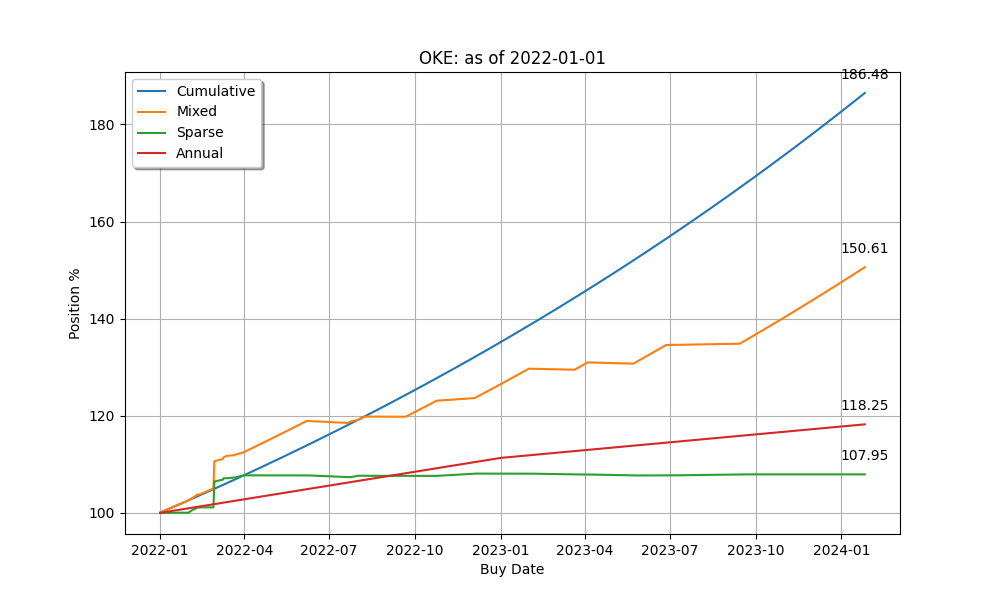 OKE: as of 2022-01-01
186.48
Cumulative
Mixed
Sparse
Annual
180
160
150.61
140
120
118.25
107.95
100
Position %
2022-01 2022-04 2022-07 2022-10 2023-01 2023-04 2023-07 2023-10 2024-01
Buy Date